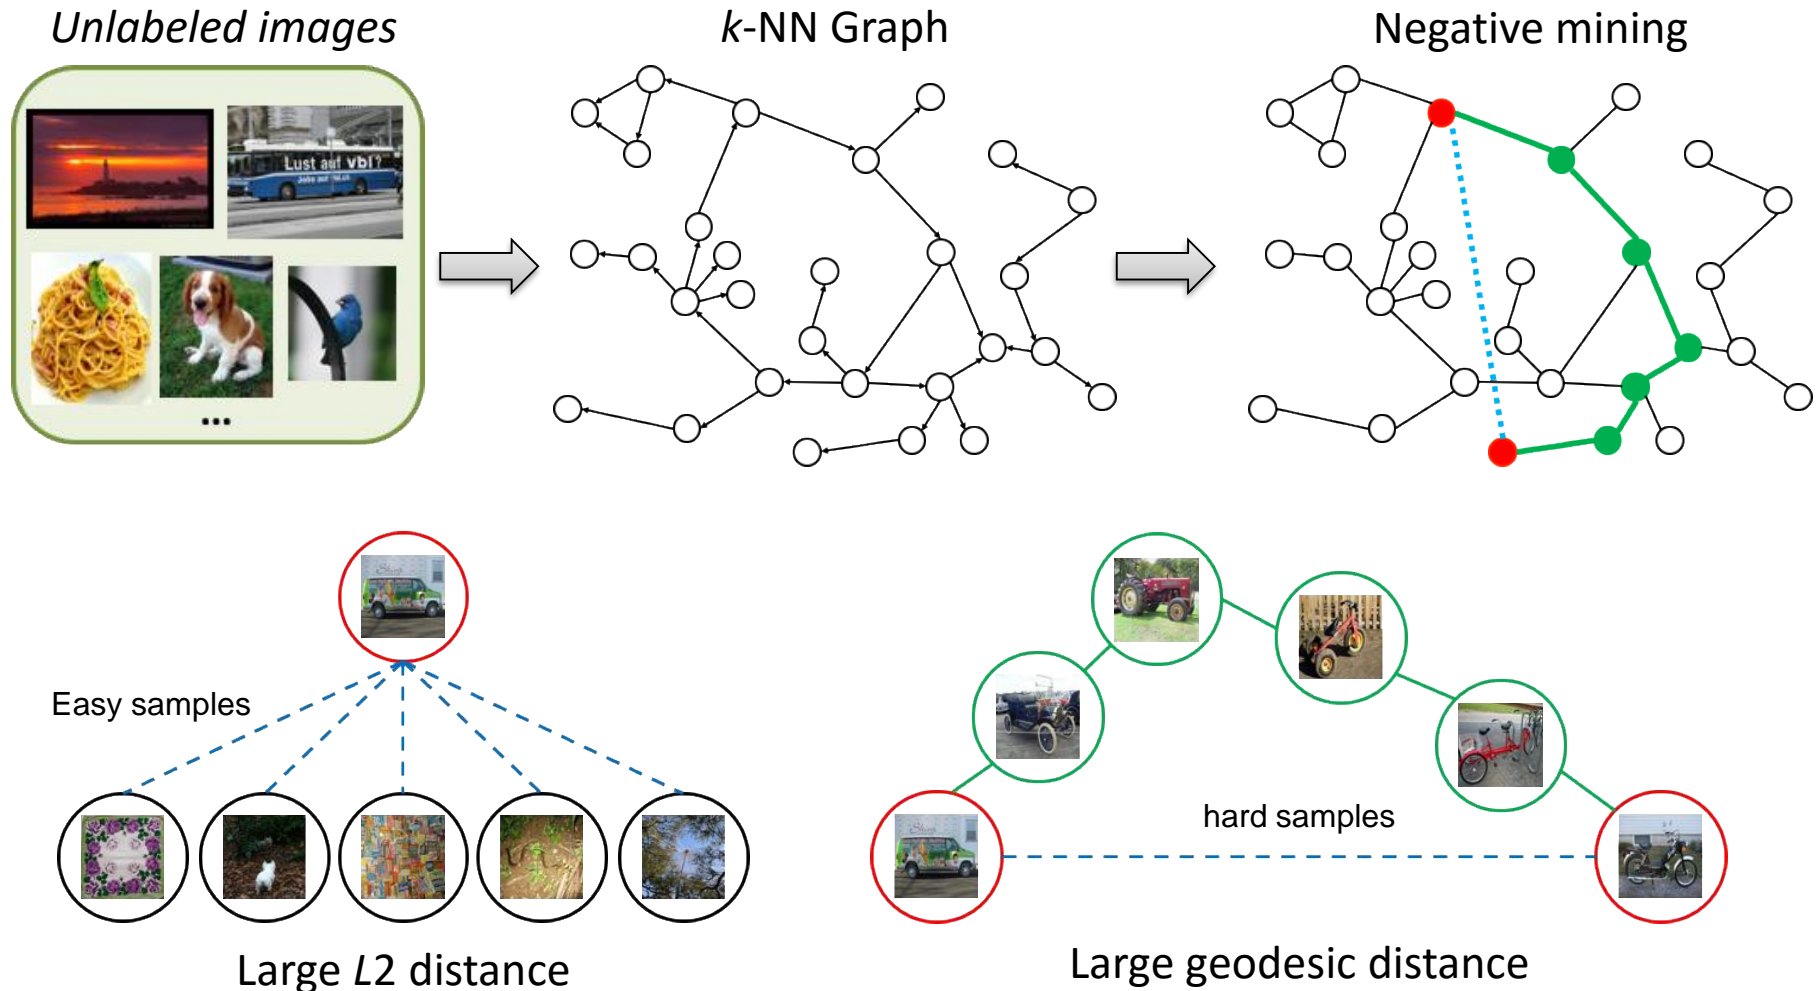 Unlabeled images
k-NN Graph
Negative mining
Lust auf vbl?
...
Easy samples
hard samples
Large L2 distance
Large geodesic distance